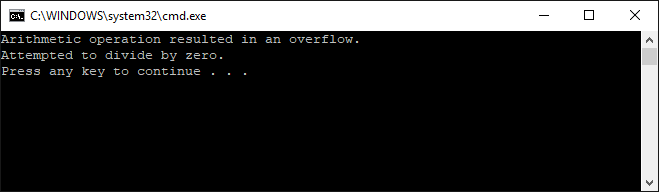 C:\WINDOWS\system32\cmd.exe
Arithmetic operation resulted in an overflow.
Attempted to divide by zero.
Press any key to continue . . .